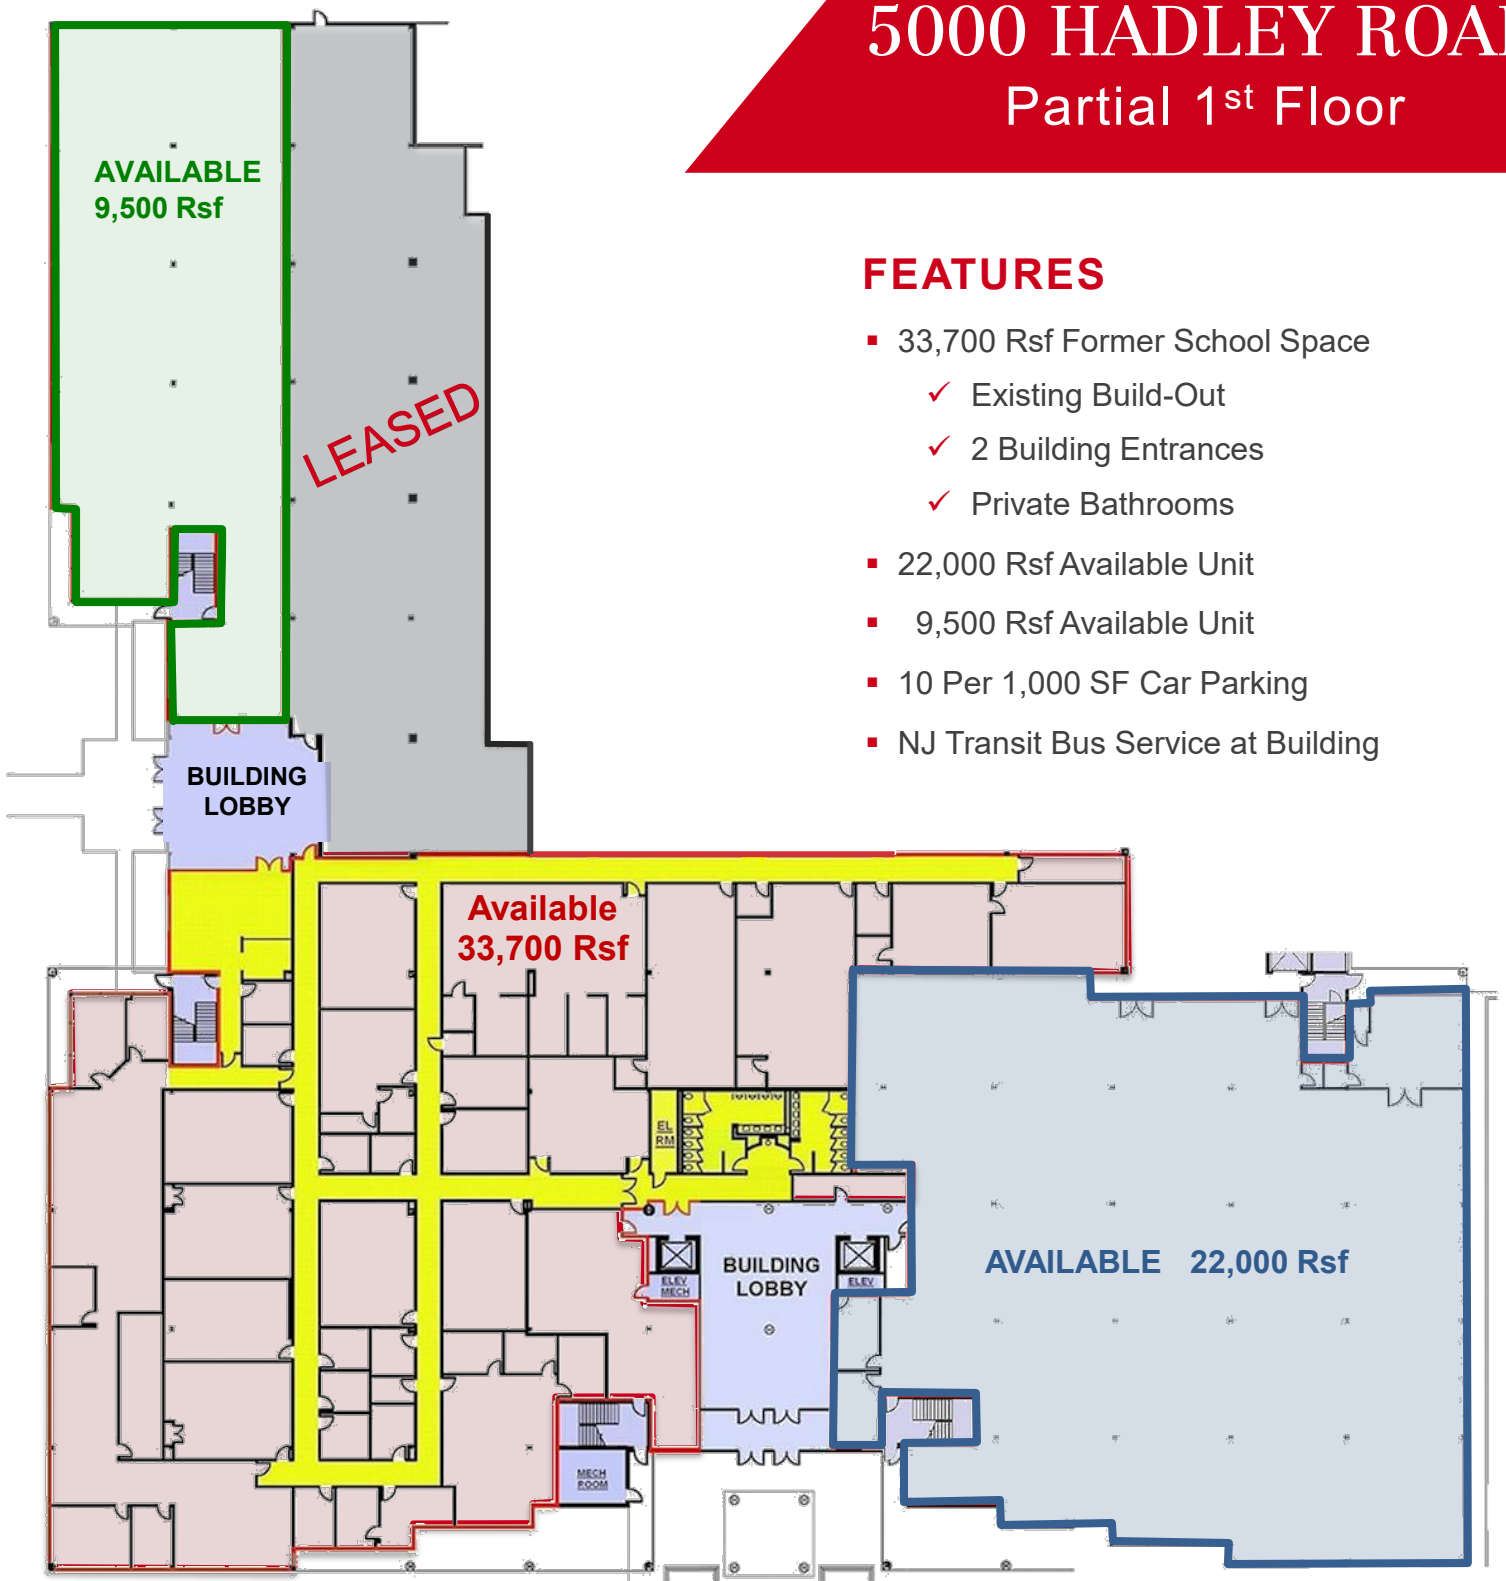 5000 HADLEY ROAD
Partial 1st Floor
AVAILABLE
9,500 Rsf
LEASED
FEATURES
▪ 33,700 Rsf Former School Space
✓ Existing Build-Out
✓ 2 Building Entrances
✓ Private Bathrooms
▪ 22,000 Rsf Available Unit
▪ 9,500 Rsf Available Unit
▪ 10 Per 1,000 SF Car Parking
▪ NJ Transit Bus Service at Building
BUILDING
LOBBY
Available
33,700 Rsf
EL
RM
BUILDING
LOBBY
ELEV
MECH
ELEV
AVAILABLE 22,000 Rsf
MECH
ROOM